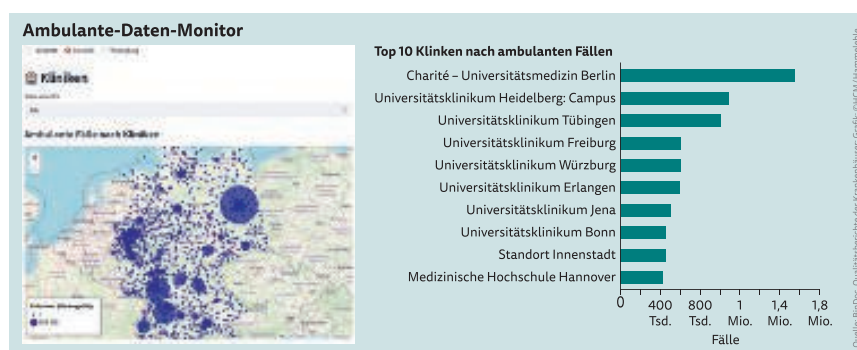 Ambulante-Daten-Monitor
Kliniken
Ambulante Fälle nach Kliniken
Top 10 Klinken nach ambulanten Fällen
Charité – Universitätsmedizin Berlin
Universitätsklinikum Heidelberg: Campus
Universitätsklinikum Tübingen
Universitätsklinikum Freiburg
Universitätsklinikum Würzburg
Universitätsklinikum Erlangen
Universitätsklinikum Jena
Universitätsklinikum Bonn
Standort Innenstadt
Medizinische Hochschule Hannover
0 400 800 1 1,4 1,8
Tsd. Tsd. Mio. Mio. Mio.
Fälle